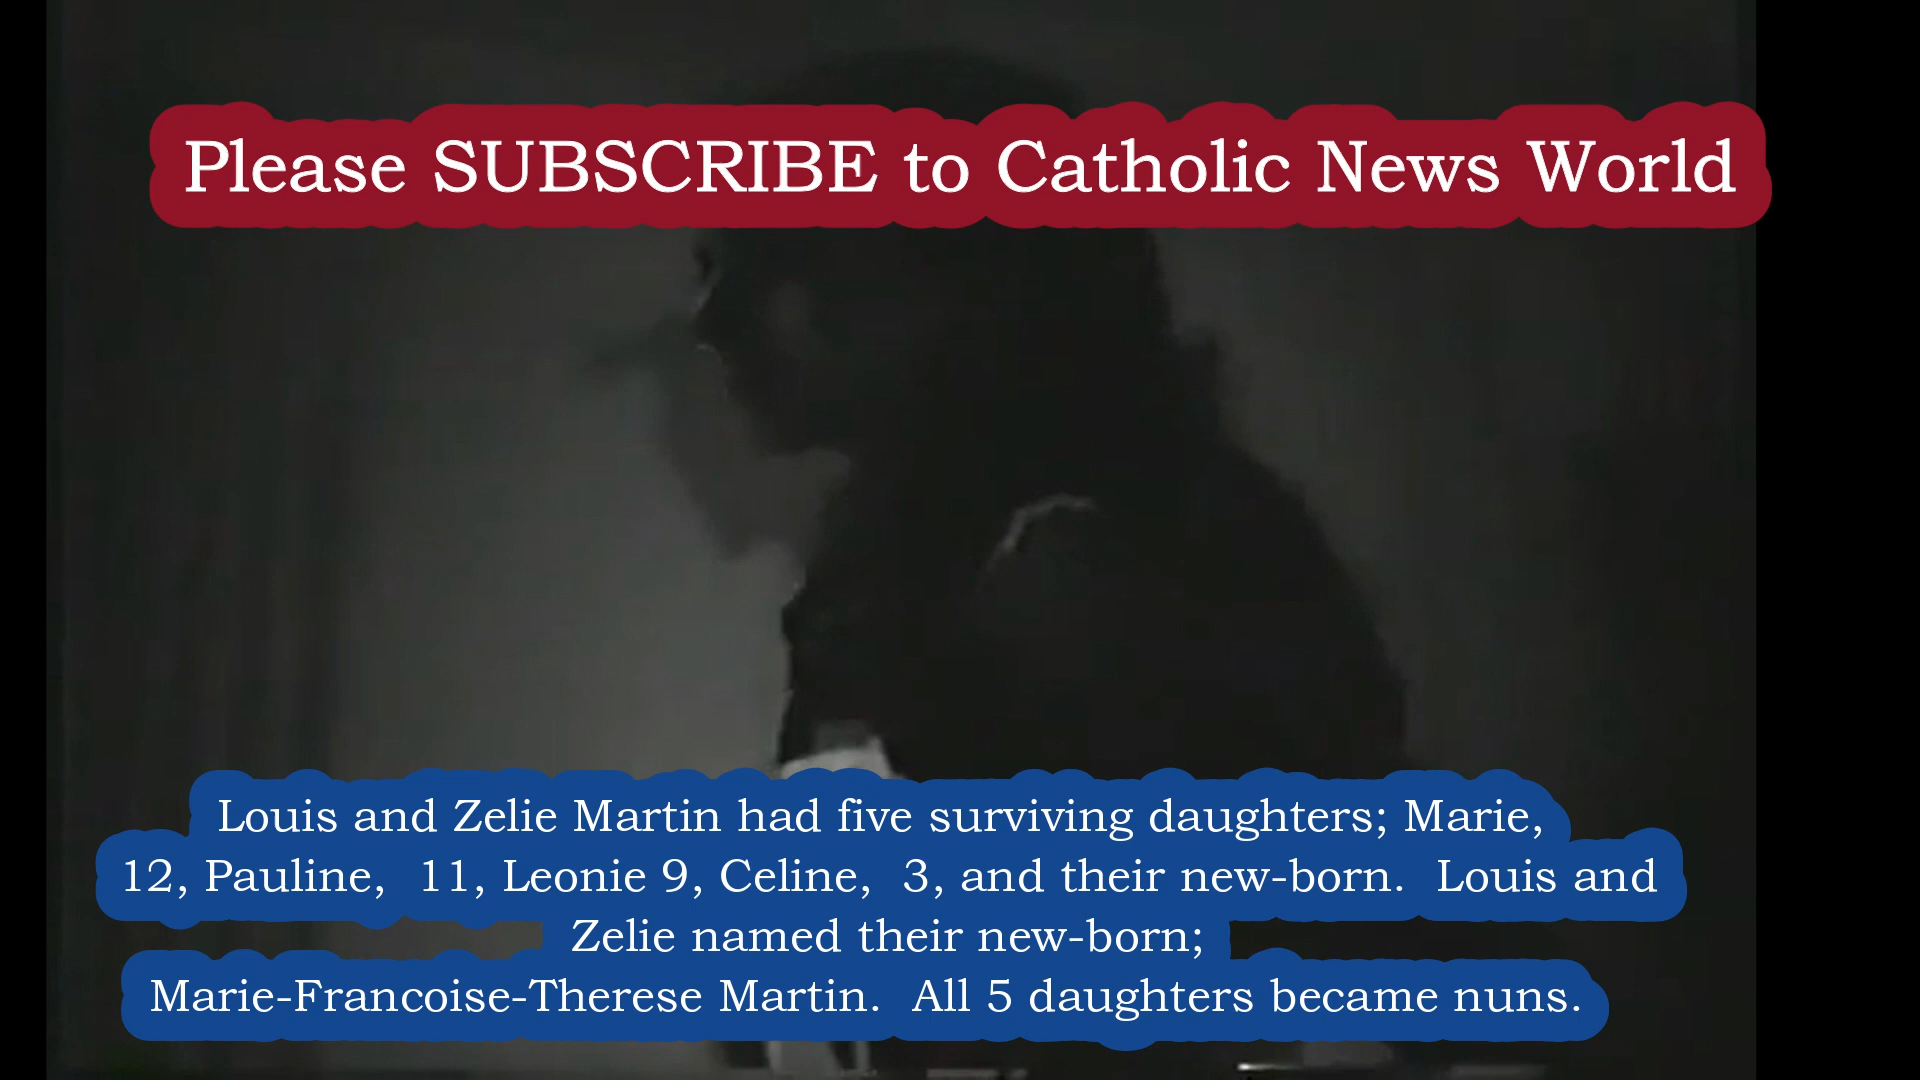 Please SUBSCRIBE to Catholic News World
Louis and Zelie Martin had five surviving daughters; Marie,
12, Pauline,  11, Leonie 9, Celine,  3, and their new-born.  Louis and
Zelie named their new-born;
Marie-Francoise-Therese Martin.  All 5 daughters became nuns.